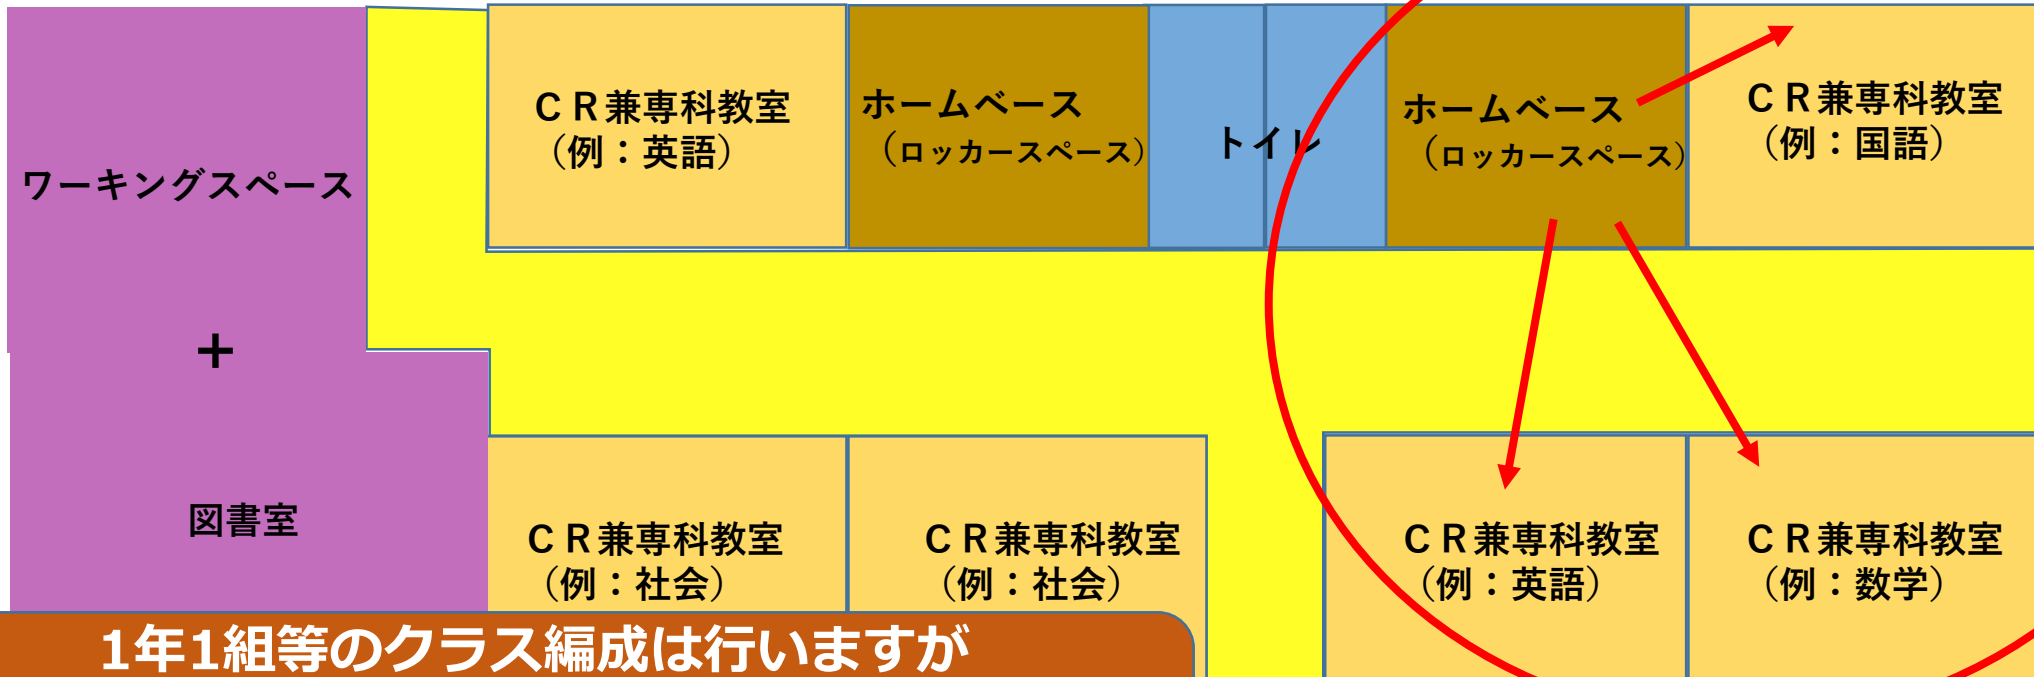 ＣＲ兼専科教室
（例：英語）
ホームベース
（ロッカースペース）
トイレ
ホームベース
（ロッカースペース）
ＣＲ兼専科教室
（例：国語）
ワーキングスペース
＋
図書室
ＣＲ兼専科教室
（例：社会）
ＣＲ兼専科教室
（例：社会）
ＣＲ兼専科教室
（例：英語）
ＣＲ兼専科教室
（例：数学）
1年1組等のクラス編成は行いますが